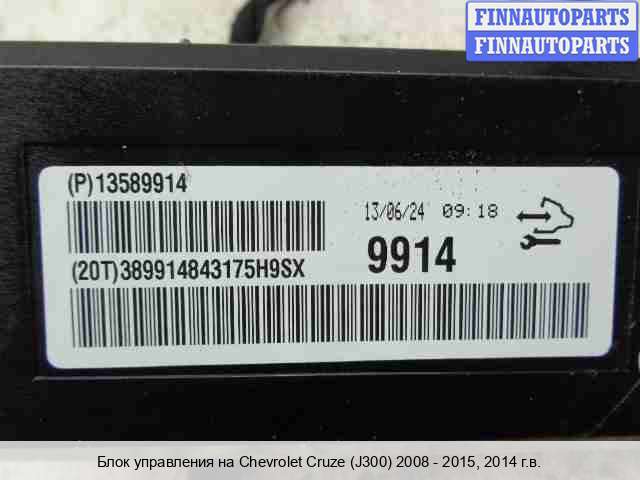 FINNAUTOPARTS
FINNAUTOPARTS
(P)13589914
13/06/24 09:18
(20T)389914843175H9SX
9914
Блок управления на Chevrolet Cruze (J300) 2008 - 2015, 2014 г.в.